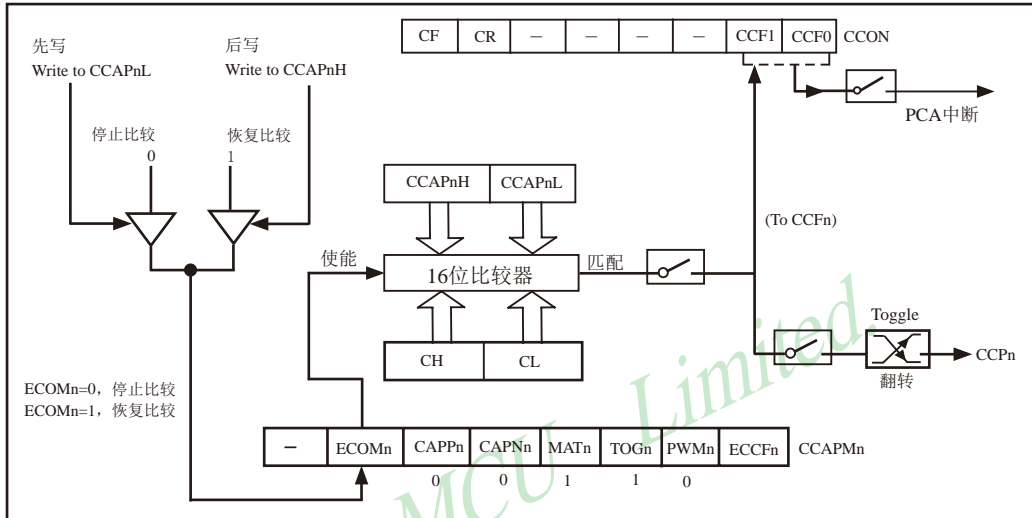 CF CR － － － － CCF1 CCF0 CCON
先写
Write to CCAPnL
后写
Write to CCAPnH
PCA中断
停止比较
0
恢复比较
1
CCAPnH CCAPnL
(To CCFn)
使能
16位比较器
匹配
Toggle
CCPn
翻转
CH CL
ECOMn=0，停止比较
ECOMn=1，恢复比较
－ ECOMn CAPPn CAPNn MATn TOGn PWMn ECCFn CCAPMn
0 0 1 1 0
MCU Limited.